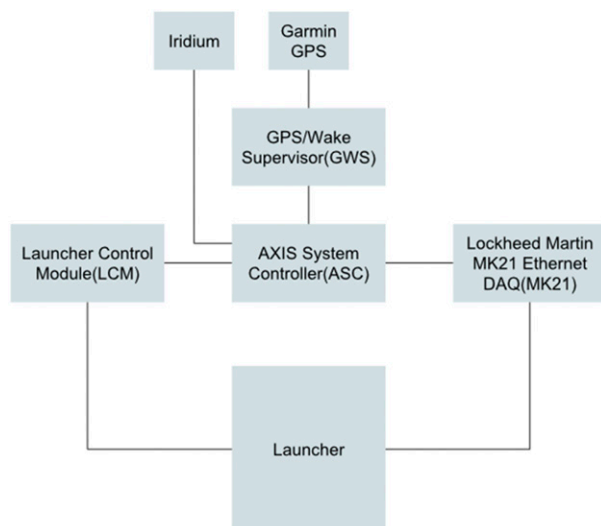 Iridium
Garmin
GPS
GPS/Wake
Supervisor(GWS)
Launcher Control
Module(LCM)
AXIS System
Controller(ASC)
Lockheed Martin
MK21 Ethernet
DAQ(MK21)
Launcher